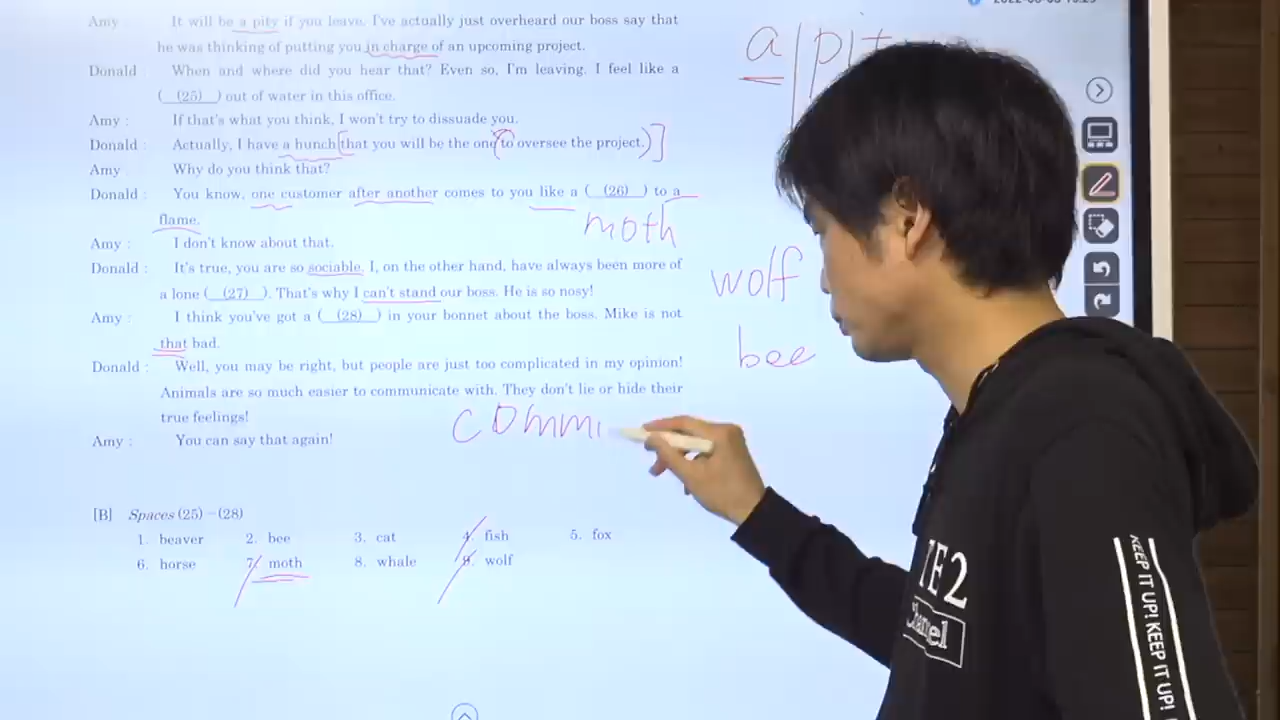 Amy : It will be a pity if you leave. I've actually just overheard our boss say that
he was thinking of putting you in charge of an upcoming project.
Donald : When and where did you hear that? Even so, I'm leaving. I feel like a
( (25) ) out of water in this office.
Amy : If that's what you think, I won't try to dissuade you.
Donald : Actually, I have a hunch that you will be the one to oversee the project.
Amy : Why do you think that?
Donald : You know, one customer after another comes to you like a ( (26) ) to a
flame.
moth
Amy : I don't know about that.
Donald : It's true, you are so sociable. I, on the other hand, have always been more of
a lone ( (27) ). That's why I can't stand our boss. He is so nosy!
Amy : I think you've got a ( (28) ) in your bonnet about the boss. Mike is not
that bad.
Donald : Well, you may be right, but people are just too complicated in my opinion!
Animals are so much easier to communicate with. They don't lie or hide their
true feelings!
Amy : You can say that again!
comm
[B] Spaces (25)-(28)
1. beaver 2. bee 3. cat 4. fish 5. fox
6. horse 7. moth 8. whale 9. wolf
a
wolf
bee
Channel
KEEP IT UP! KEEP IT UP!